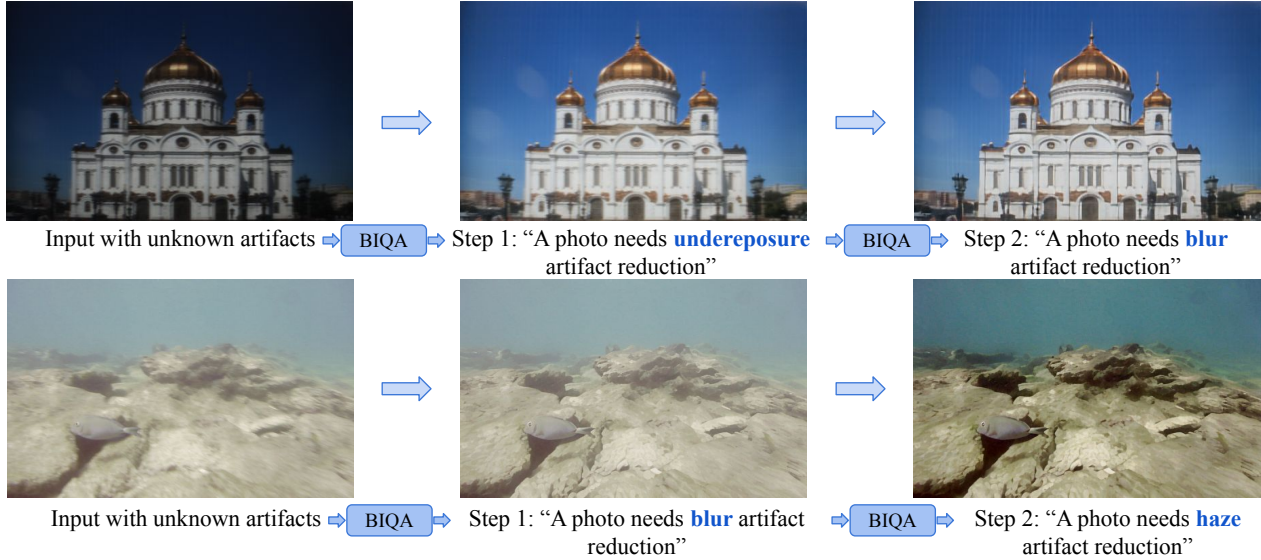 Input with unknown artifacts BIQA Step 1: “A photo needs undereposure BIQA Step 2: “A photo needs blur
artifact reduction” artifact reduction”
Input with unknown artifacts BIQA Step 1: “A photo needs blur artifact BIQA Step 2: “A photo needs haze
reduction” artifact reduction”